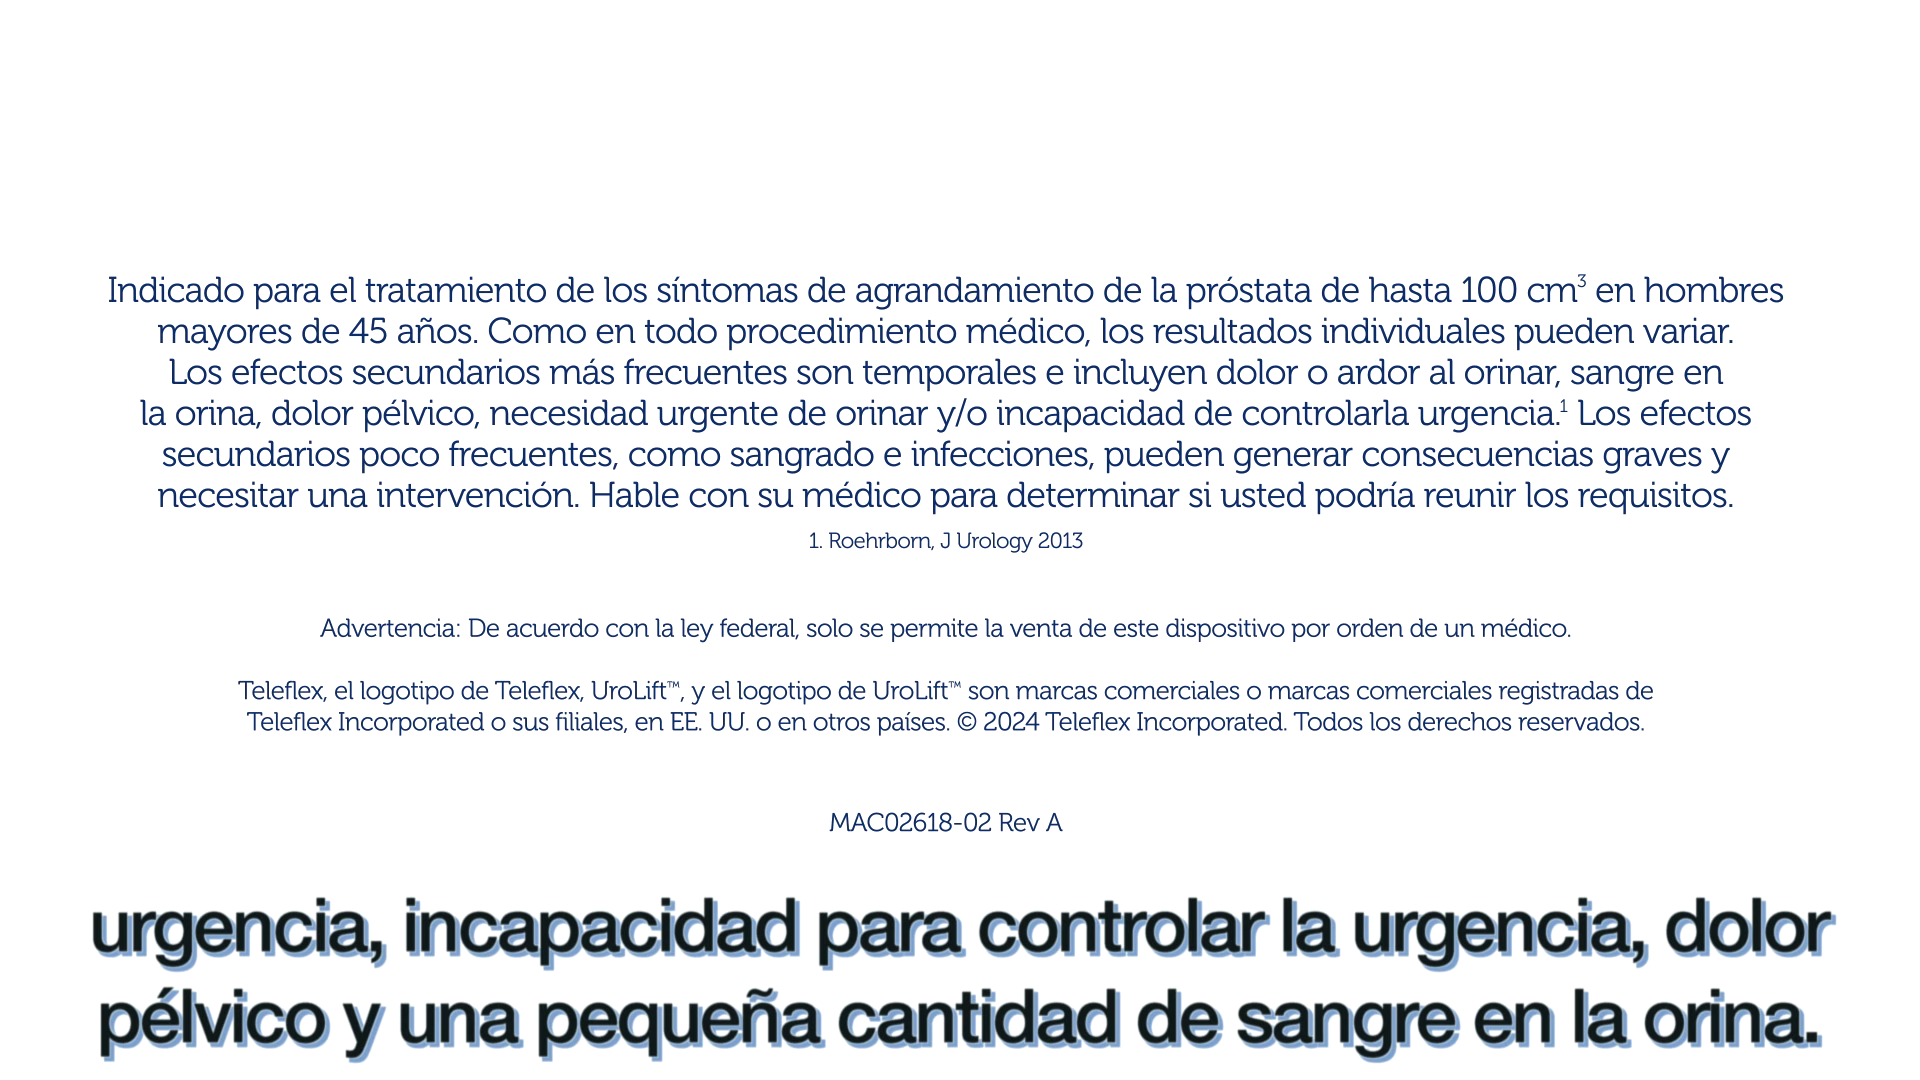 Indicado para el tratamiento de los síntomas de agrandamiento de la próstata de hasta 100 cm³ en hombres
mayores de 45 años. Como en todo procedimiento médico, los resultados individuales pueden variar.
Los efectos secundarios más frecuentes son temporales e incluyen dolor o ardor al orinar, sangre en
la orina, dolor pélvico, necesidad urgente de orinar y/o incapacidad de controlarla urgencia.¹ Los efectos
secundarios poco frecuentes, como sangrado e infecciones, pueden generar consecuencias graves y
necesitar una intervención. Hable con su médico para determinar si usted podría reunir los requisitos.
1. Roehrborn, J Urology 2013
Advertencia: De acuerdo con la ley federal, solo se permite la venta de este dispositivo por orden de un médico.
Teleflex, el logotipo de Teleflex, UroLift™, y el logotipo de UroLift™ son marcas comerciales o marcas comerciales registradas de
Teleflex Incorporated o sus filiales, en EE. UU. o en otros países. © 2024 Teleflex Incorporated. Todos los derechos reservados.
MAC02618-02 Rev A
urgencia, incapacidad para controlar la urgencia, dolor
pélvico y una pequeña cantidad de sangre en la orina.